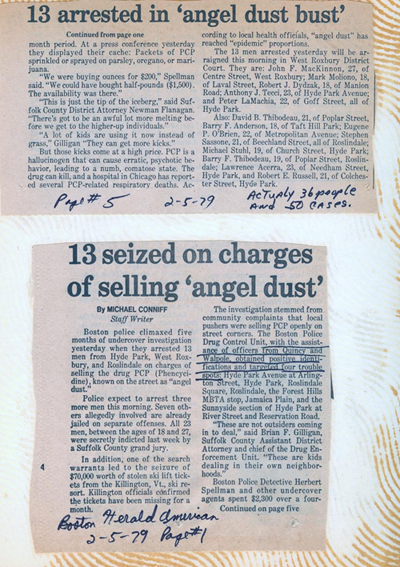 13 arrested in 'angel dust bust'
Continued from page one
month period. At a press conference yesterday
they displayed their cache: Packets of PCP
sprinkled or sprayed on parsley, oregano, or mari-
juana.
"We were buying ounces for $200," Spellman
said. "We could have bought half-pounds ($1,500).
The availability was there."
"This is just the tip of the iceberg," said Suf-
folk County District Attorney Newman Flanagan.
"There's got to be an awful lot more melting be-
fore we get to the higher-up individuals."
"A lot of kids are using it now instead of
grass," Gilligan "They can get more kicks."
But those kicks come at a high price. PCP is a
hallucinogen that can cause erratic, psychotic be-
havior, leading to a numb, comatose state. The
drug can kill, and a hospital in Chicago has report-
ed several PCP-related respiratory deaths. Ac-
cording to local health officials, "angel dust" has
reached "epidemic" proportions.
The 13 men arrested yesterday will be ar-
raigned this morning in West Roxbury District
Court. They are: John F. MacKinnon, 27, of
Centre Street, West Roxbury; Mark Moliono, 18,
of Laval Street, Robert J. Dydzak, 18, of Manion
Road; Anthony J. Teed, 23, of Hyde Park Avenue;
and Peter LaMachia, 22, of Goff Street, all of
Hyde Park.
Also: David B. Thibodeau, 21, of Poplar Street,
Barry F. Anderson, 18, of Taft Hill Park; Eugene
P. O'Brien, 22, of Metropolitan Avenue; Stephen
Sassone, 21, of Beechland Street, all of Roslindale;
Michael Stuhl, 19, of Church Street, Hyde Park;
Barry F. Thibodeau, 19, of Poplar Street, Roslin-
dale; Lawrence Acerra, 23, of Needham Street,
Hyde Park, and Robert E. Russell, 21, of Colches-
ter Street, Hyde Park.
Page # 5
2-5-79
Actually 36 people
and 50 cases.
13 seized on charges
of selling 'angel dust'
By MICHAEL CONNIFF
Staff Writer
Boston police climaxed five
months of undercover investigation
yesterday when they arrested 13
men from Hyde Park, West Rox-
bury, and Roslindale on charges of
selling the drug PCP (Phencycl-
dine), known on the street as "angel
dust."
Police expect to arrest three
more men this morning. Seven oth-
ers allegedly involved are already
jailed on separate offenses. All 23
men, between the ages of 18 and 27,
were secretly indicted last week by
a Suffolk County grand jury.
In addition, one of the search
warrants led to the seizure of
$70,000 worth of stolen ski lift tick-
ets from the Killington, Vt., ski re-
sort. Killington officials confirmed
the tickets have been missing for a
month.
The investigation stemmed from
community complaints that local
pushers were selling PCP openly on
street corners. The Boston Police
Drug Control Unit, with the assist-
ance of officers from Quincy and
Walpole, obtained positive identi-
fications and targeted four trouble
spots: Hyde Park Avenue at Arling-
ton Street, Hyde Park, Roslindale
Square, Roslindale, the Forest Hills
MBTA stop, Jamaica Plain, and the
Sunnyside section of Hyde Park at
River Street and Reservation Road.
"These are not outsiders coming
in to deal," said Brian F. Gilligan,
Suffolk County Assistant District
Attorney and chief of the Drug En-
forcement Unit. "These are kids
dealing in their own neighbor-
hoods."
Boston Police Detective Herbert
Spellman and other undercover
agents spent $2,300 over a four-
Continued on page five
4
Boston Herald American
2-5-79 Page #1